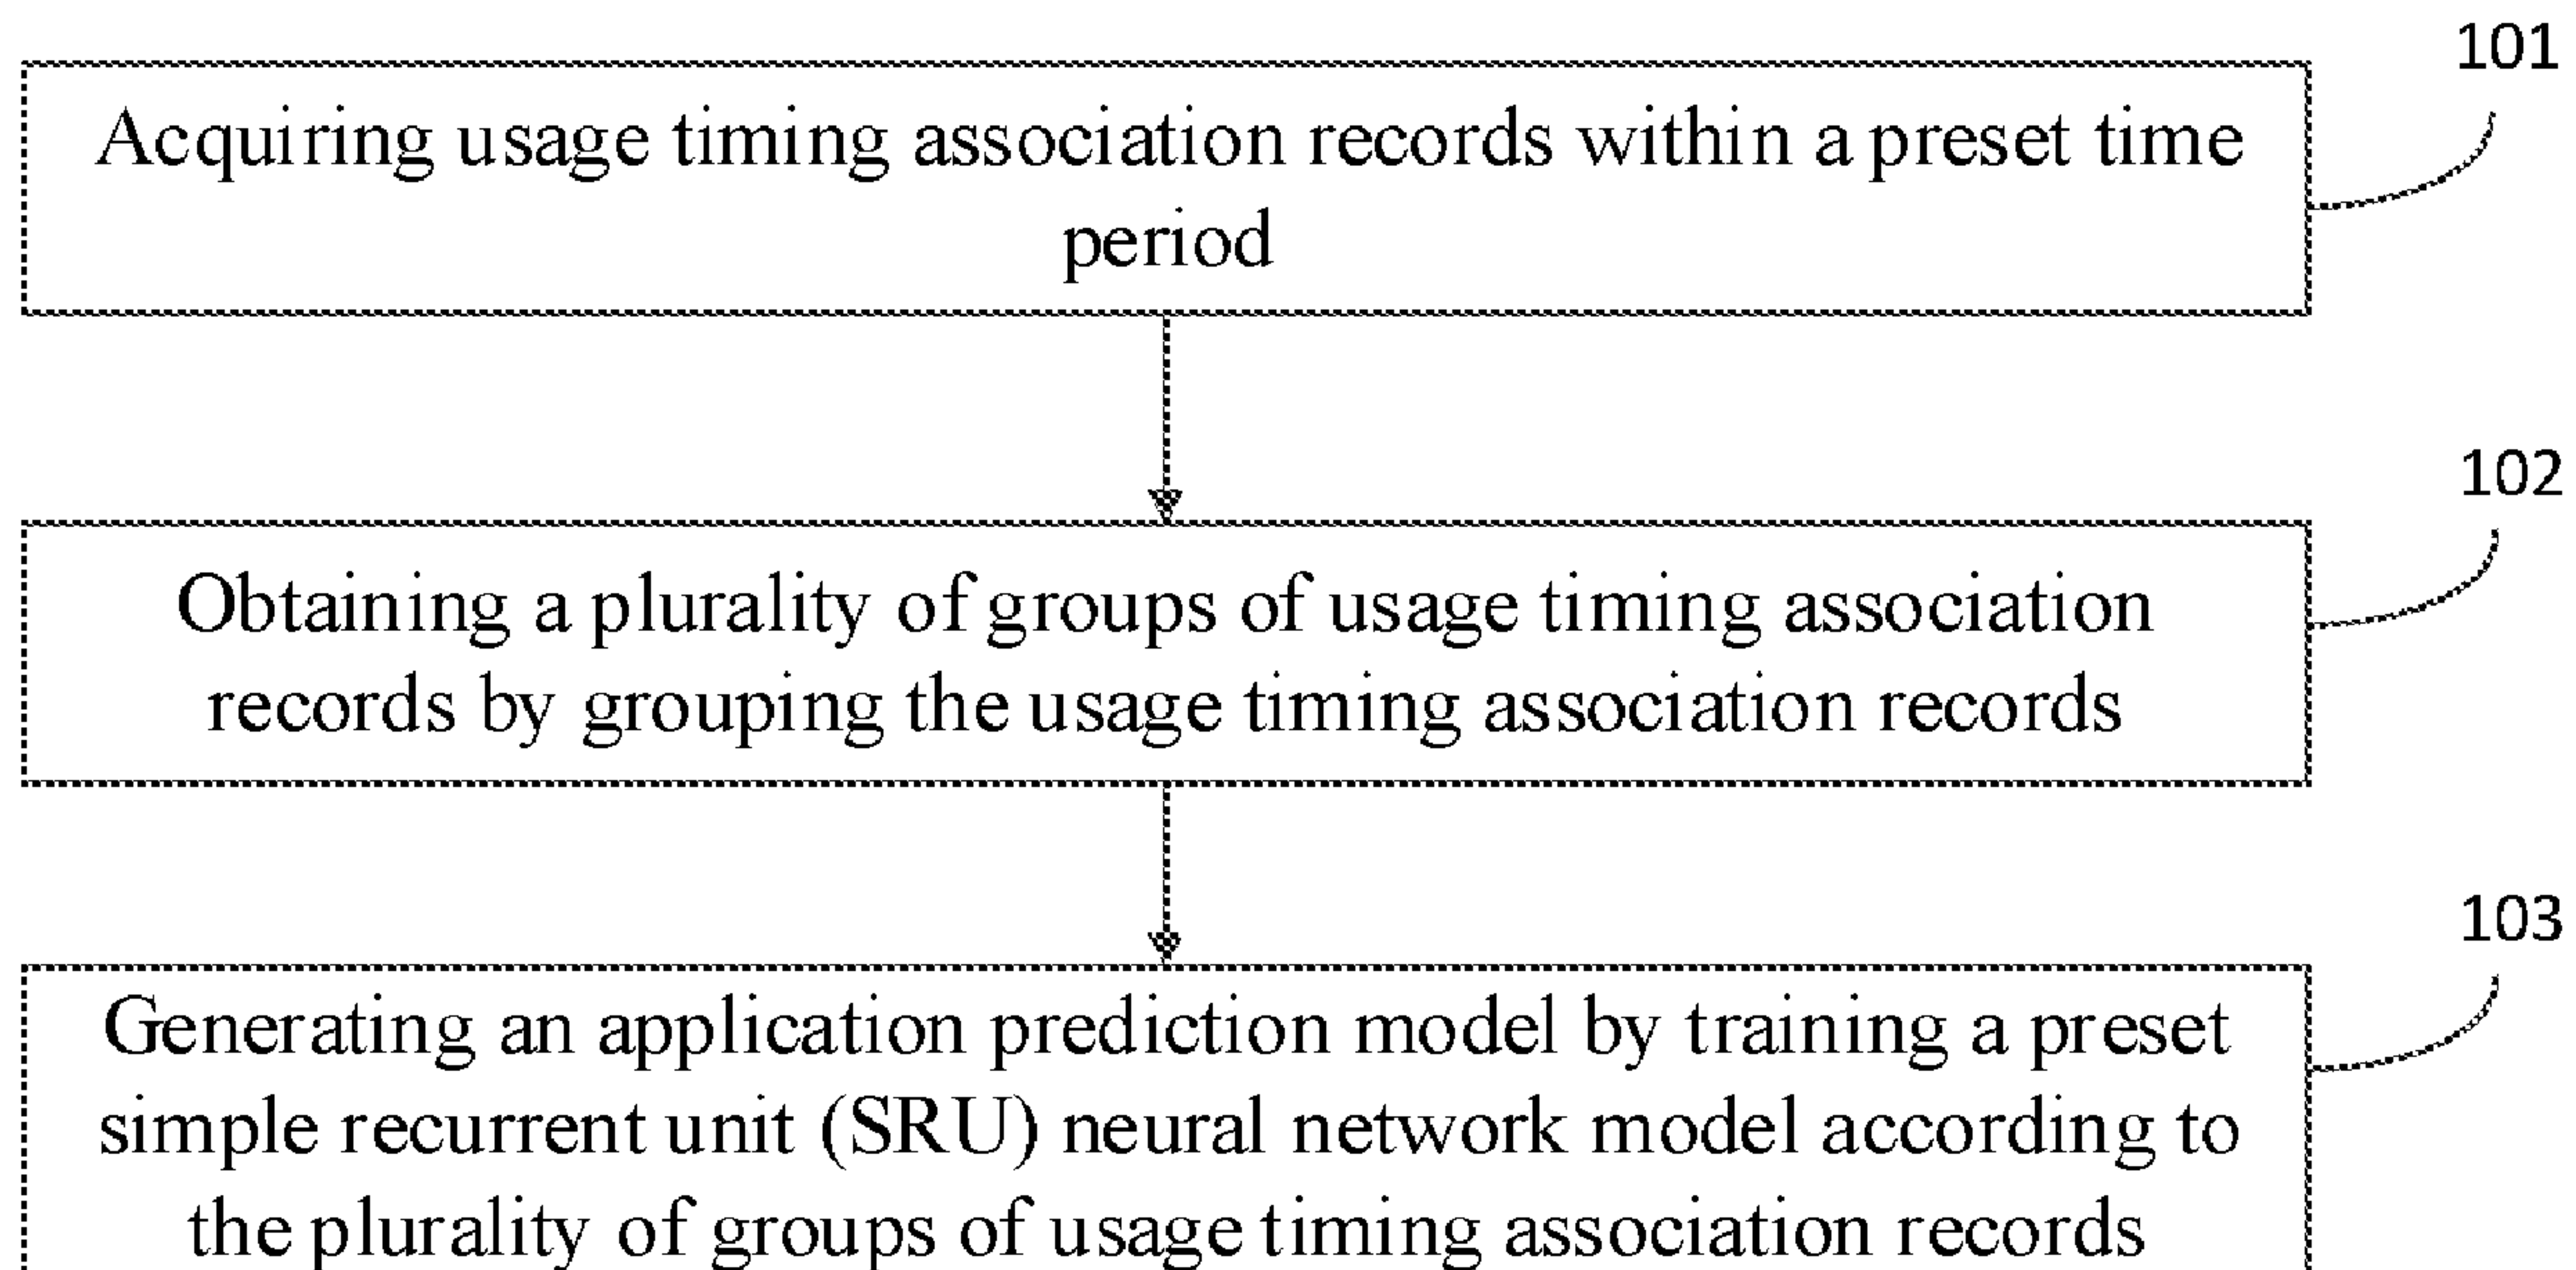 101
Acquiring usage timing association records within a preset time
period
102
Obtaining a plurality of groups of usage timing association
records by grouping the usage timing association records
103
Generating an application prediction model by training a preset
simple recurrent unit (SRU) neural network model according to
the plurality of groups of usage timing association records